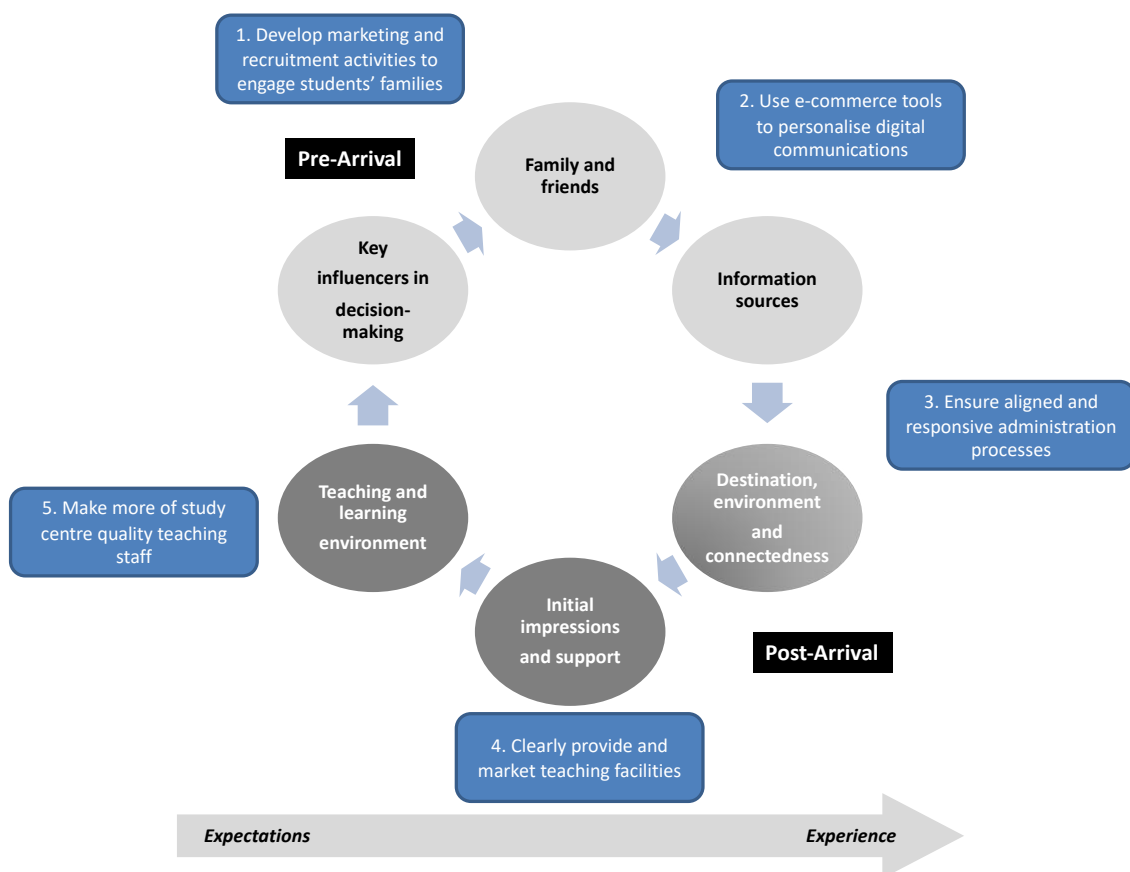 1. Develop marketing and
recruitment activities to
engage students' families
2. Use e-commerce tools
to personalise digital
communications
Pre-Arrival
Family and
friends
Key
influencers in
decision-
making
Information
sources
3. Ensure aligned and
responsive administration
processes
Destination,
environment
and
connectedness
Teaching and
learning
environment
5. Make more of study
centre quality teaching
staff
Initial
impressions
and support
Post-Arrival
4. Clearly provide and
market teaching facilities
Expectations
Experience